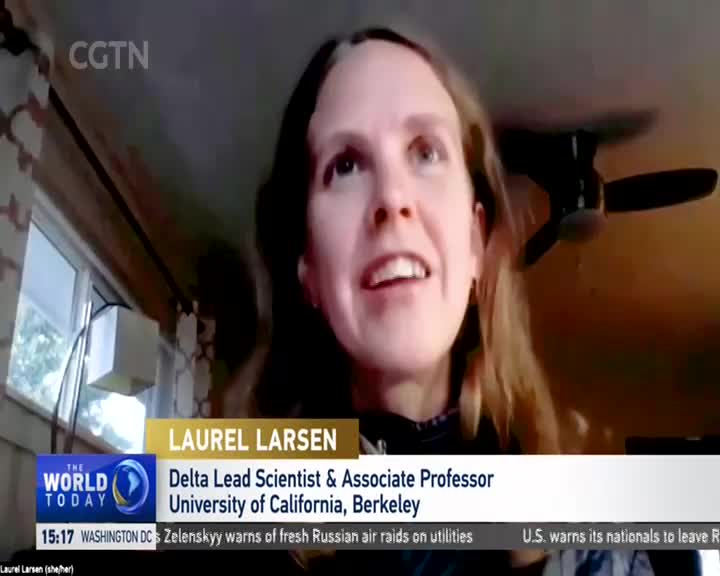 CGTN
LAUREL LARSEN
THE
WORLD
TODAY
Delta Lead Scientist & Associate Professor
University of California, Berkeley
15:17 WASHINGTON DC
s Zelenskyy warns of fresh Russian air raids on utilities U.S. warns its nationals to leave R
Laurel Larsen (she/her)